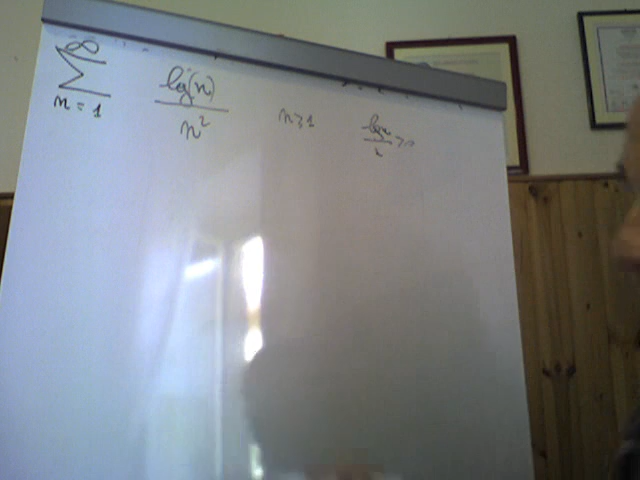 ∞
∑ log(n) / n² n ≥ 1
n = 1